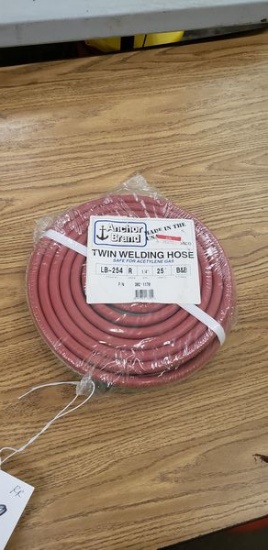 Anchor
Brand
MADE IN THE
TWIN WELDING HOSE
SAFE FOR ACETYLENE GAS
LB-254 R 1/4 25' B&B
P/N